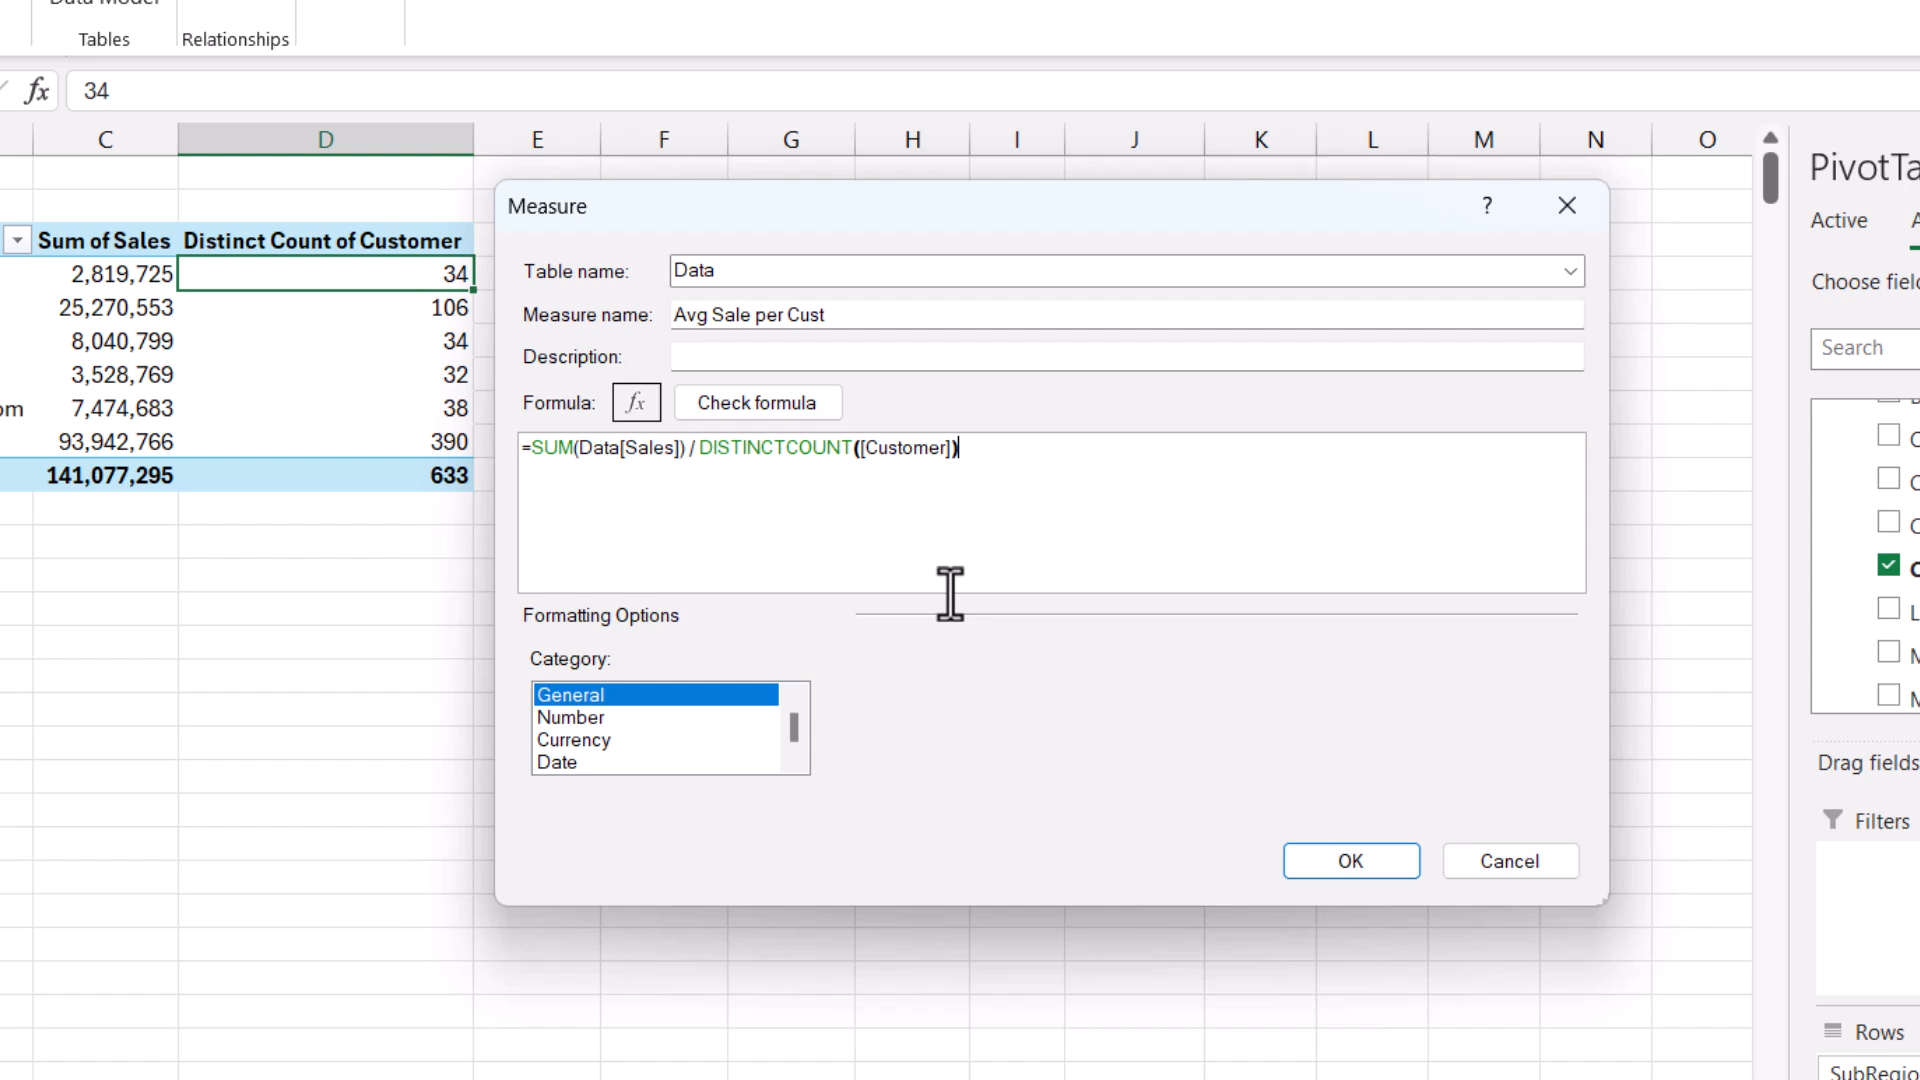 Tables
Relationships
fx
34
C D E F G H I J K L M N O
PivotTa
Active
Choose field
Search
Sum of Sales Distinct Count of Customer
2,819,725 34
25,270,553 106
8,040,799 34
3,528,769 32
om 7,474,683 38
93,942,766 390
141,077,295 633
Measure
?
Table name: Data
Measure name: Avg Sale per Cust
Description:
Formula: fx Check formula
=SUM(Data[Sales]) / DISTINCTCOUNT([Customer])
Formatting Options
Category:
General
Number
Currency
Date
OK Cancel
Drag fields
Filters
Rows
SubRegio